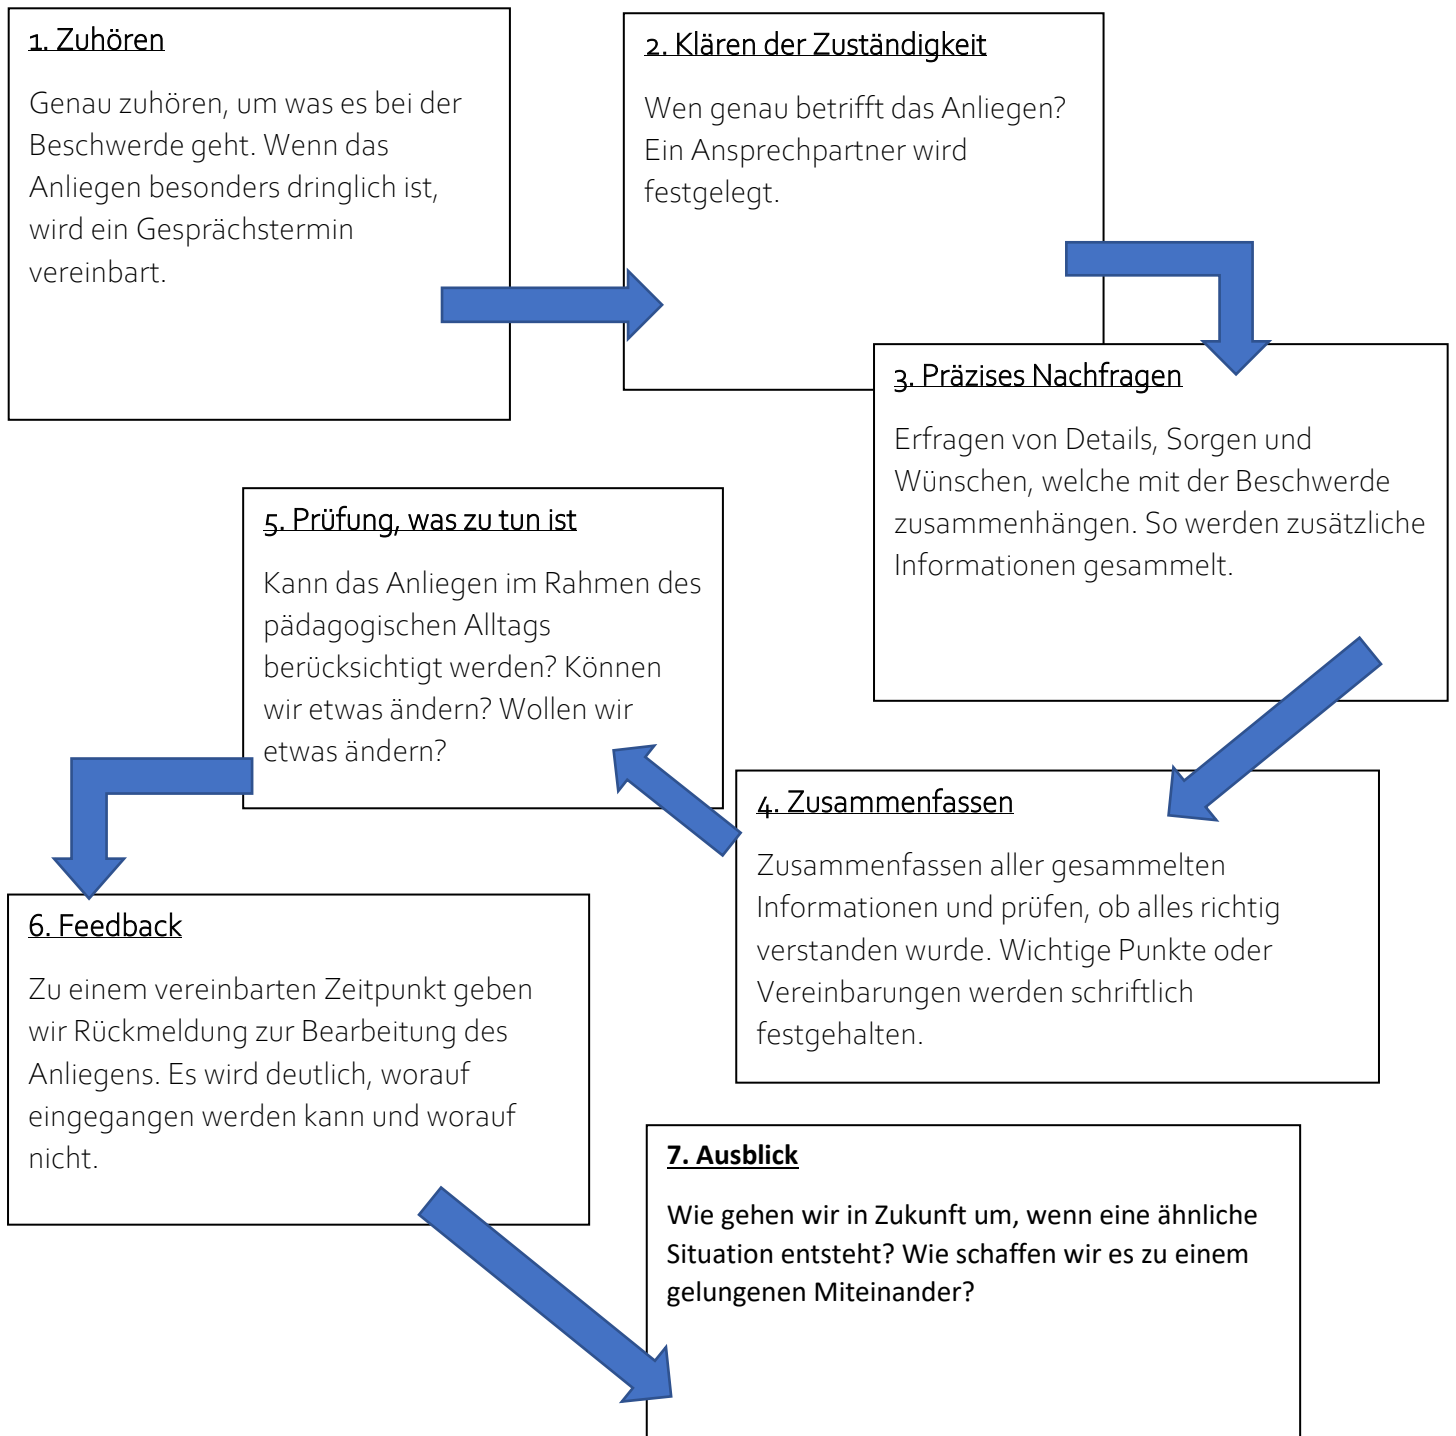 1. Zuhören
Genau zuhören, um was es bei der
Beschwerde geht. Wenn das
Anliegen besonders dringlich ist,
wird ein Gesprächstermin
vereinbart.
2. Klären der Zuständigkeit
Wen genau betrifft das Anliegen?
Ein Ansprechpartner wird
festgelegt.
3. Präzises Nachfragen
Erfragen von Details, Sorgen und
Wünschen, welche mit der Beschwerde
zusammenhängen. So werden zusätzliche
Informationen gesammelt.
4. Zusammenfassen
Zusammenfassen aller gesammelten
Informationen und prüfen, ob alles richtig
verstanden wurde. Wichtige Punkte oder
Vereinbarungen werden schriftlich
festgehalten.
5. Prüfung, was zu tun ist
Kann das Anliegen im Rahmen des
pädagogischen Alltags
berücksichtigt werden? Können
wir etwas ändern? Wollen wir
etwas ändern?
6. Feedback
Zu einem vereinbarten Zeitpunkt geben
wir Rückmeldung zur Bearbeitung des
Anliegens. Es wird deutlich, worauf
eingegangen werden kann und worauf
nicht.
7. Ausblick
Wie gehen wir in Zukunft um, wenn eine ähnliche
Situation entsteht? Wie schaffen wir es zu einem
gelungenen Miteinander?